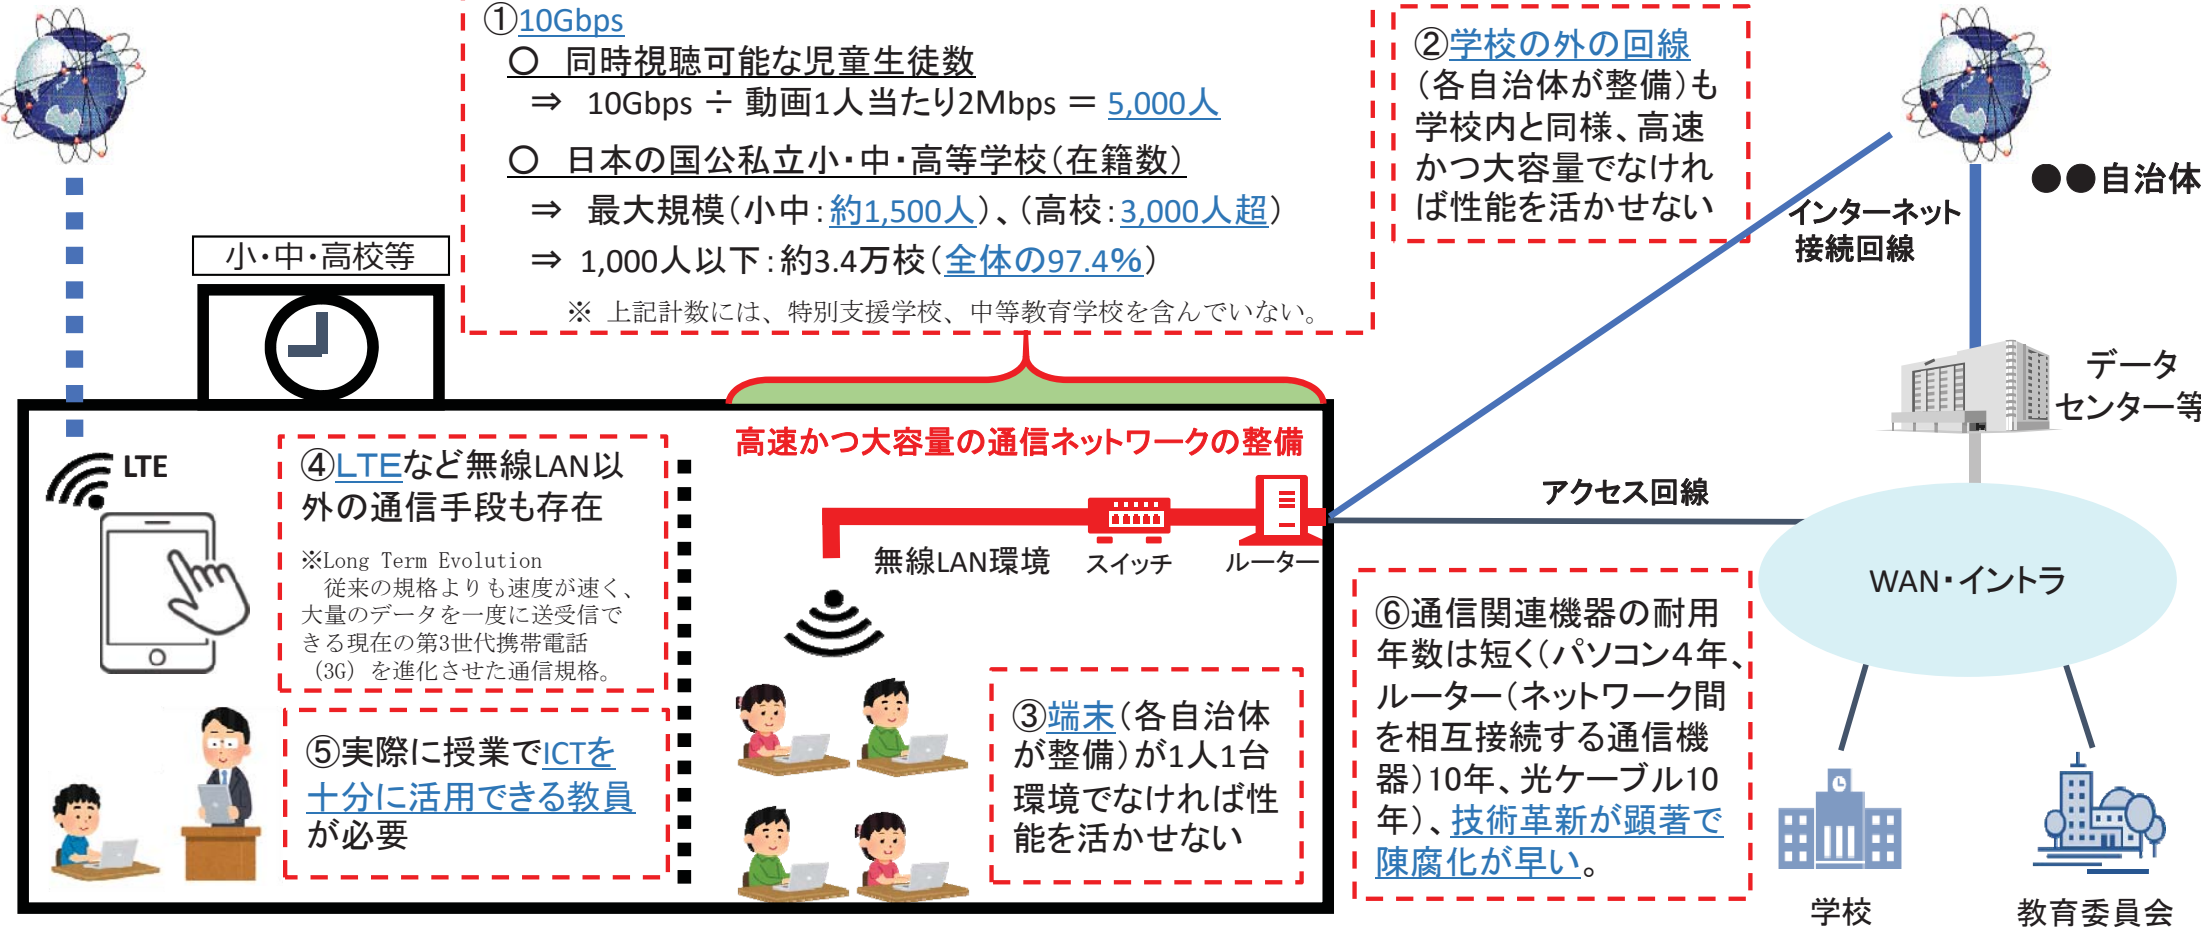 ①10Gbps
○ 同時視聴可能な児童生徒数
⇒ 10Gbps ÷ 動画1人当たり2Mbps ＝ 5,000人
○ 日本の国公私立小・中・高等学校（在籍数）
⇒ 最大規模（小中：約1,500人）、（高校：3,000人超）
⇒ 1,000人以下：約3.4万校（全体の97.4％）
※ 上記計数には、特別支援学校、中等教育学校を含んでいない。
②学校の外の回線
（各自治体が整備）も
学校内と同様、高速
かつ大容量でなけれ
ば性能を活かせない
●●自治体
インターネット
接続回線
データ
センター等
小・中・高校等
高速かつ大容量の通信ネットワークの整備
LTE
④ＬＴＥなど無線LAN以
外の通信手段も存在
※Long Term Evolution
従来の規格よりも速度が速く、
大量のデータを一度に送受信で
きる現在の第3世代携帯電話
（3G）を進化させた通信規格。
無線LAN環境
スイッチ
ルーター
アクセス回線
WAN・イントラ
⑤実際に授業でICTを
十分に活用できる教員
が必要
③端末（各自治体
が整備）が1人1台
環境でなければ性
能を活かせない
⑥通信関連機器の耐用
年数は短く（パソコン４年、
ルーター（ネットワーク間
を相互接続する通信機
器）10年、光ケーブル10
年）、技術革新が顕著で
陳腐化が早い。
学校
教育委員会